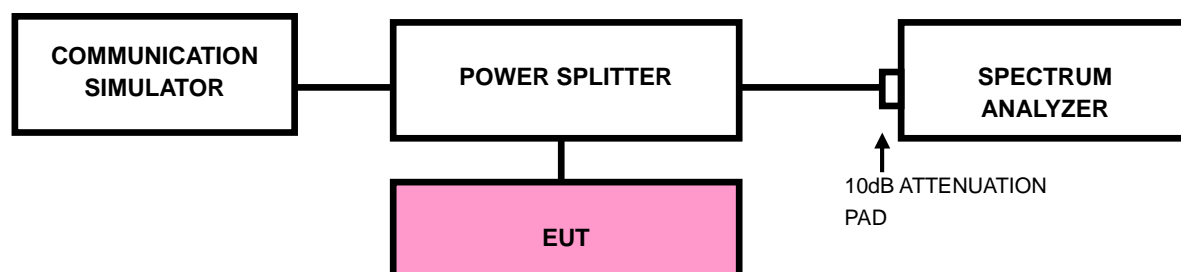 COMMUNICATION
SIMULATOR
POWER SPLITTER
SPECTRUM
ANALYZER
10dB ATTENUATION
PAD
EUT